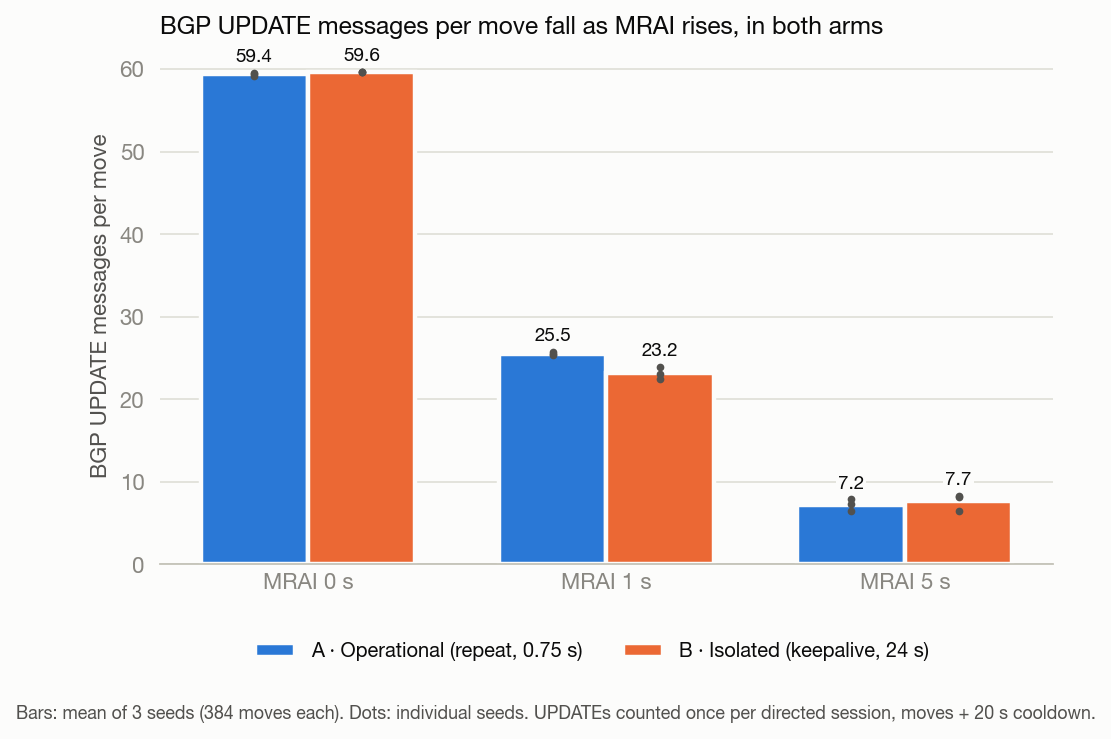 BGP UPDATE messages per move fall as MRAI rises, in both arms
BGP UPDATE messages per move
60
50
40
30
20
10
0
59.4
59.6
25.5
23.2
7.2
7.7
MRAI 0 s
MRAI 1 s
MRAI 5 s
A · Operational (repeat, 0.75 s)
B · Isolated (keepalive, 24 s)
Bars: mean of 3 seeds (384 moves each). Dots: individual seeds. UPDATEs counted once per directed session, moves + 20 s cooldown.